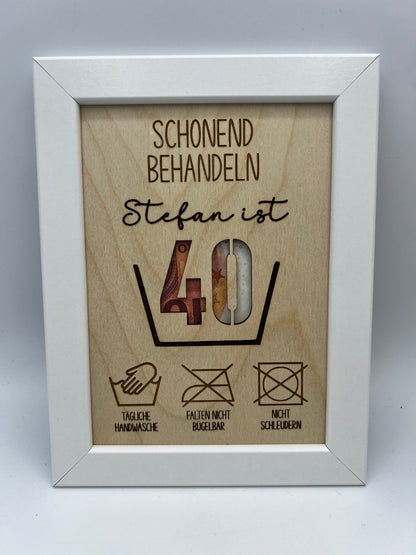 SCHONEND
BEHANDELN
Stefan ist
40
TÄGLICHE
HANDWÄSCHE
FALTEN NICHT
BÜGELBAR
NICHT
SCHLEUDERN